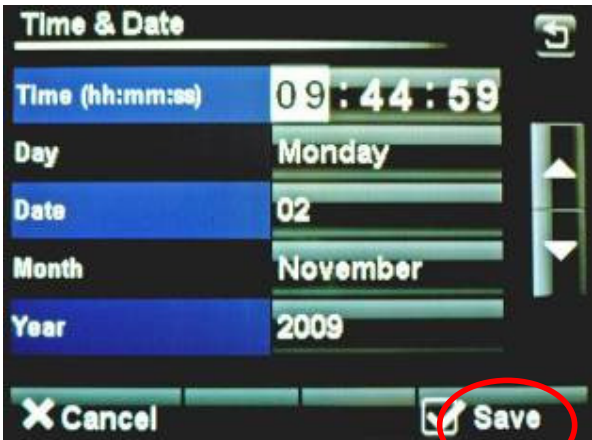 Time & Date
Time (hh:mm:ss) 09:44:59
Day Monday
Date 02
Month November
Year 2009
Cancel Save